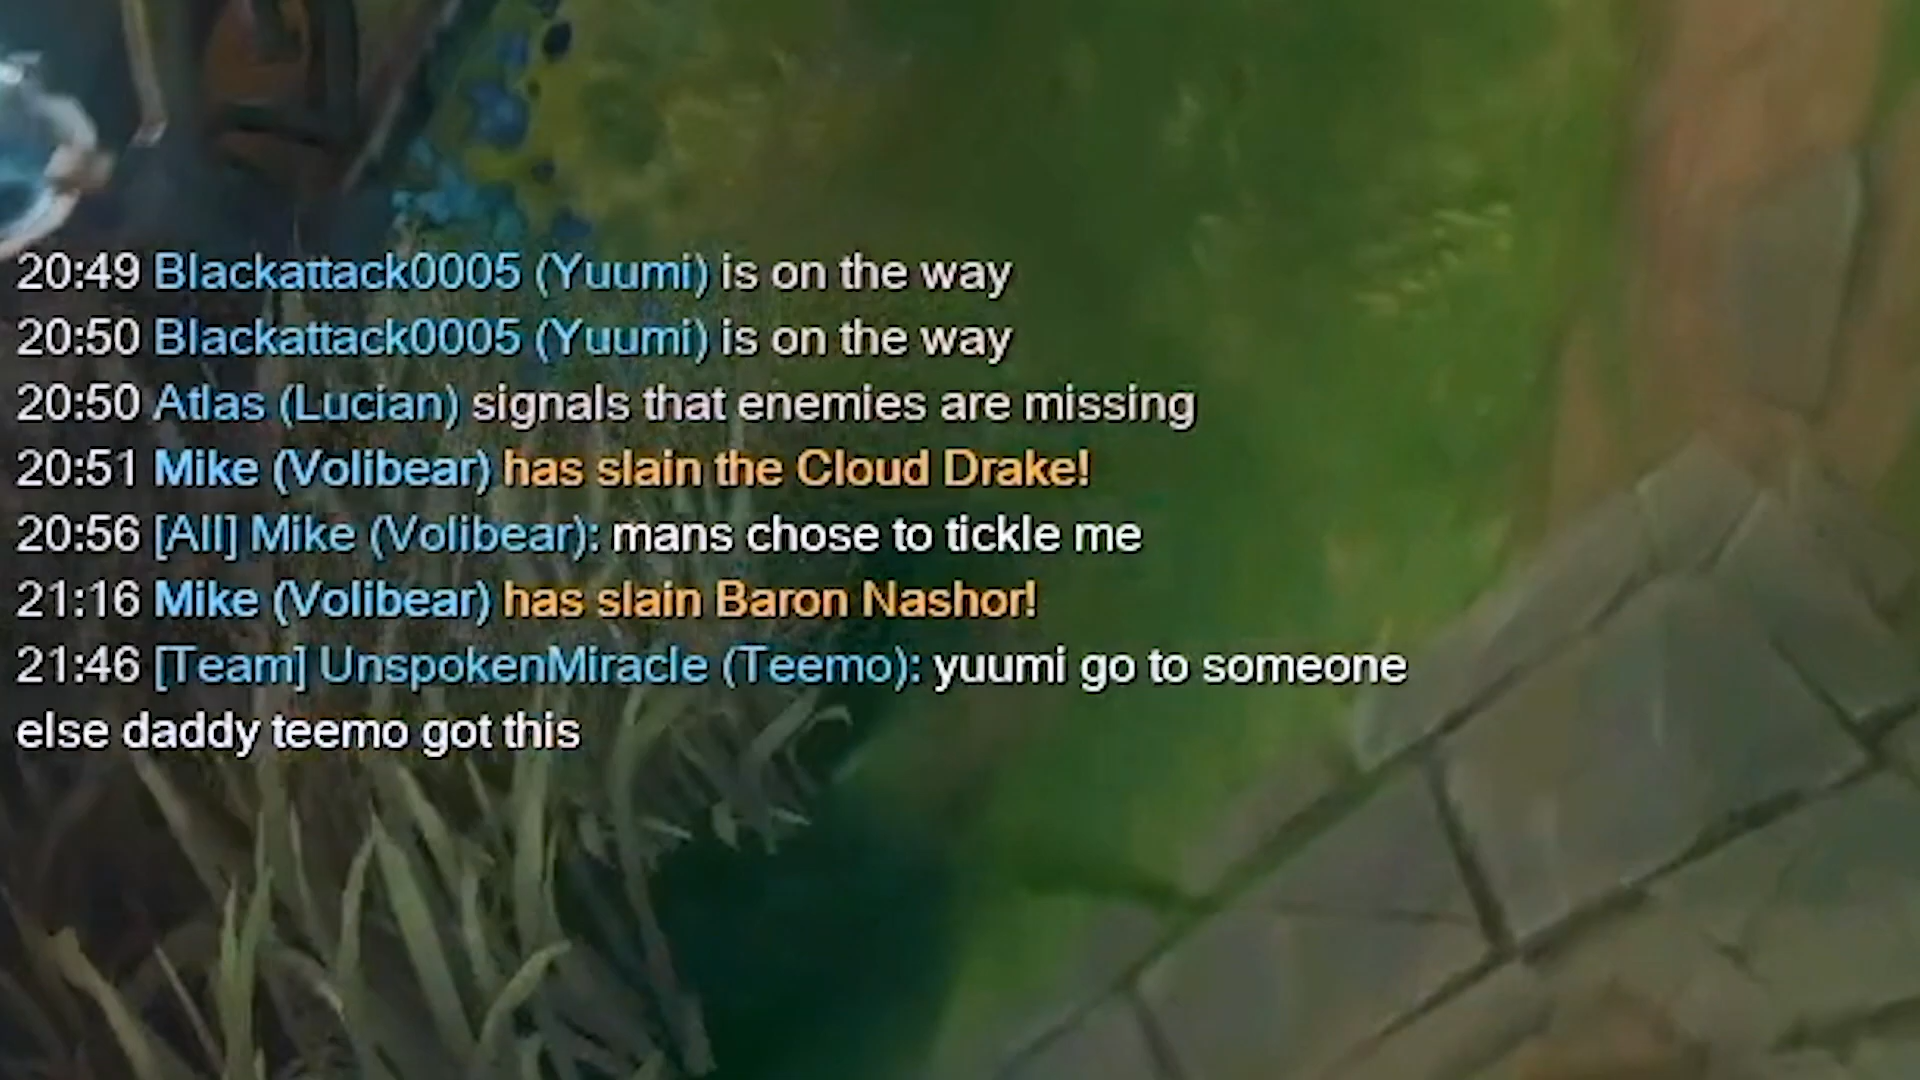 20:49 Blackattack0005 (Yuumi) is on the way
20:50 Blackattack0005 (Yuumi) is on the way
20:50 Atlas (Lucian) signals that enemies are missing
20:51 Mike (Volibear) has slain the Cloud Drake!
20:56 [All] Mike (Volibear): mans chose to tickle me
21:16 Mike (Volibear) has slain Baron Nashor!
21:46 [Team] UnspokenMiracle (Teemo): yuumi go to someone
else daddy teemo got this